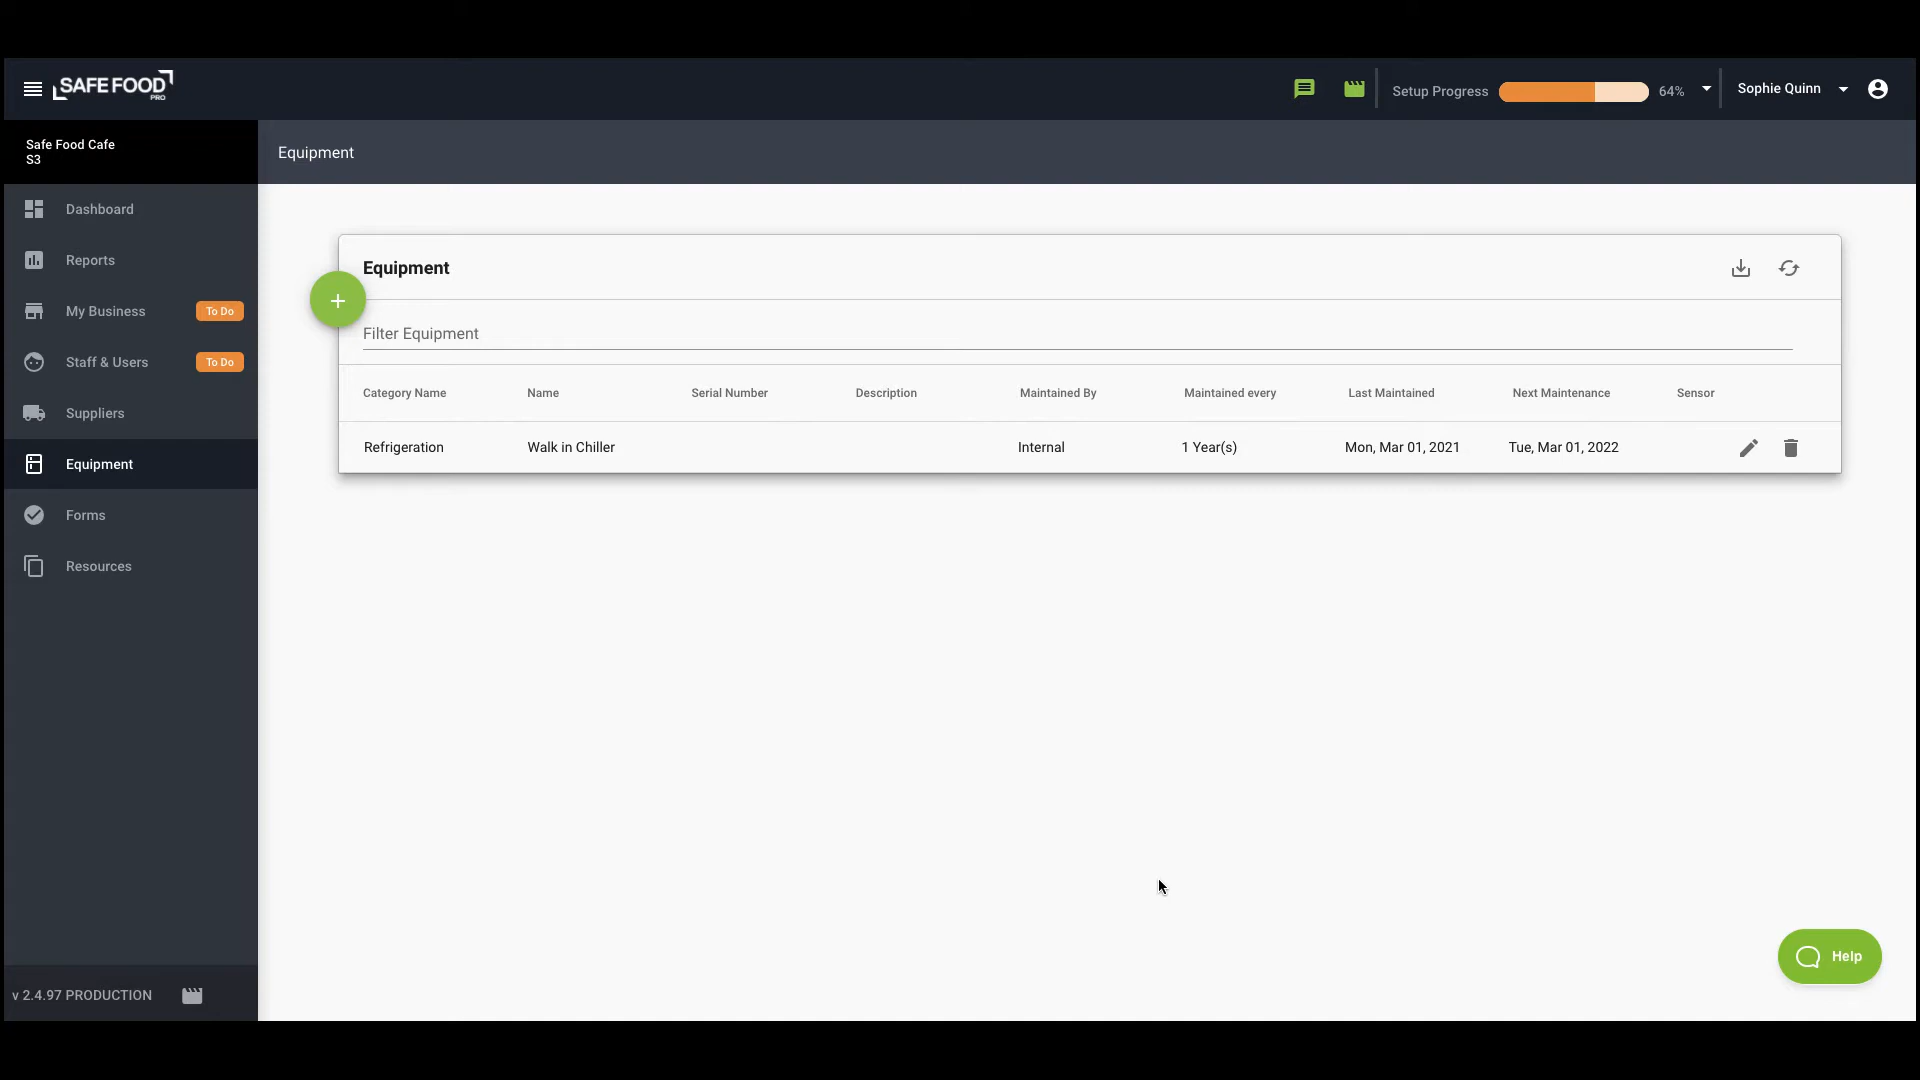 SAFE FOOD
PRO
Setup Progress 64% Sophie Quinn
Safe Food Cafe
S3
Equipment
Dashboard
Reports
My Business To Do
Staff & Users To Do
Suppliers
Equipment
Forms
Resources
v 2.4.97 PRODUCTION
Equipment
+
Filter Equipment
Category Name Name Serial Number Description Maintained By Maintained every Last Maintained Next Maintenance Sensor
Refrigeration Walk in Chiller Internal 1 Year(s) Mon, Mar 01, 2021 Tue, Mar 01, 2022
Help